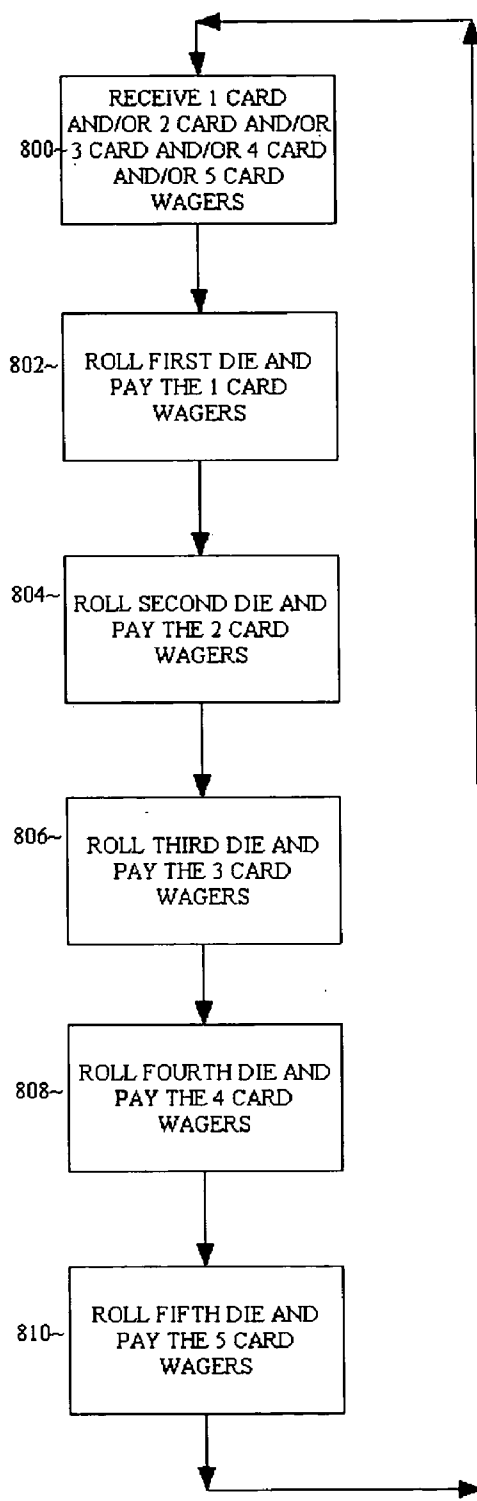 RECEIVE 1 CARD
AND/OR 2 CARD AND/OR
800~ 3 CARD AND/OR 4 CARD
AND/OR 5 CARD
WAGERS
802~ ROLL FIRST DIE AND
PAY THE 1 CARD
WAGERS
804~ ROLL SECOND DIE AND
PAY THE 2 CARD
WAGERS
806~ ROLL THIRD DIE AND
PAY THE 3 CARD
WAGERS
808~ ROLL FOURTH DIE AND
PAY THE 4 CARD
WAGERS
810~ ROLL FIFTH DIE AND
PAY THE 5 CARD
WAGERS